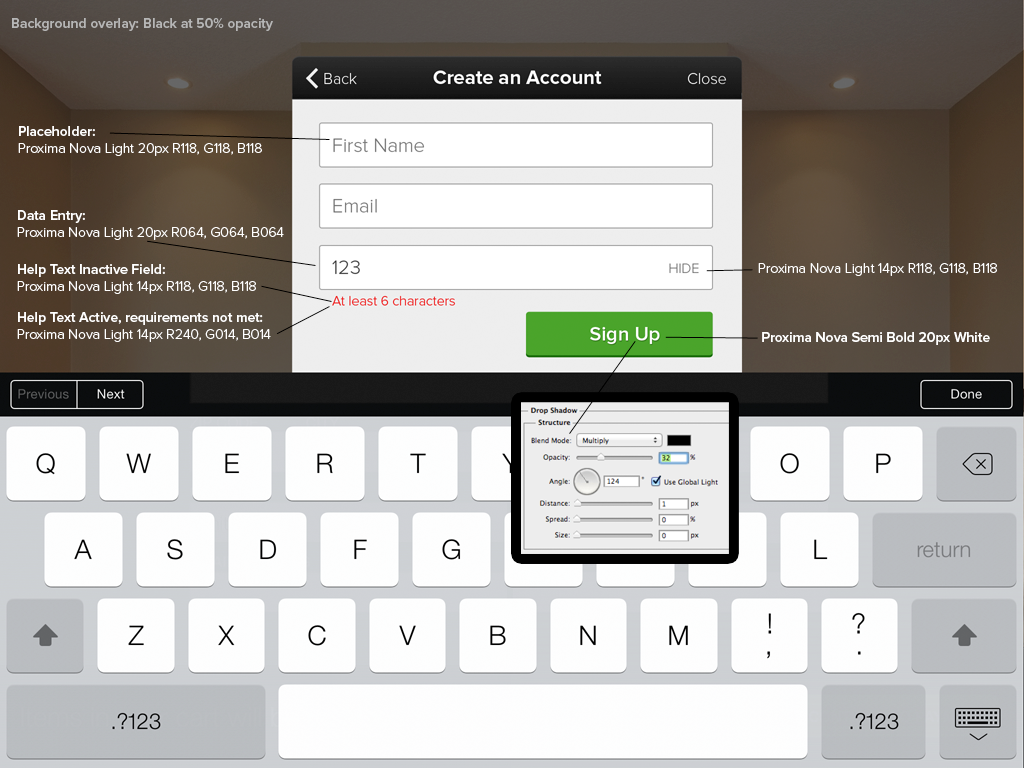 Background overlay: Black at 50% opacity
Back
Create an Account
Close
Placeholder:
Proxima Nova Light 20px R118, G118, B118
First Name
Email
Data Entry:
Proxima Nova Light 20px R064, G064, B064
123
HIDE
Proxima Nova Light 14px R118, G118, B118
Help Text Inactive Field:
Proxima Nova Light 14px R118, G118, B118
At least 6 characters
Help Text Active, requirements not met:
Proxima Nova Light 14px R240, G014, B014
Sign Up
Proxima Nova Semi Bold 20px White
Previous
Next
Done
Drop Shadow
Structure
Blend Mode: Multiply
Opacity: 32 %
Angle: 124 ° Use Global Light
Distance: 1 px
Spread: 0 %
Size: 0 px
Q W E R T Y O P
A S D F G L return
Z X C V B N M ! , ? .
.?123 .?123